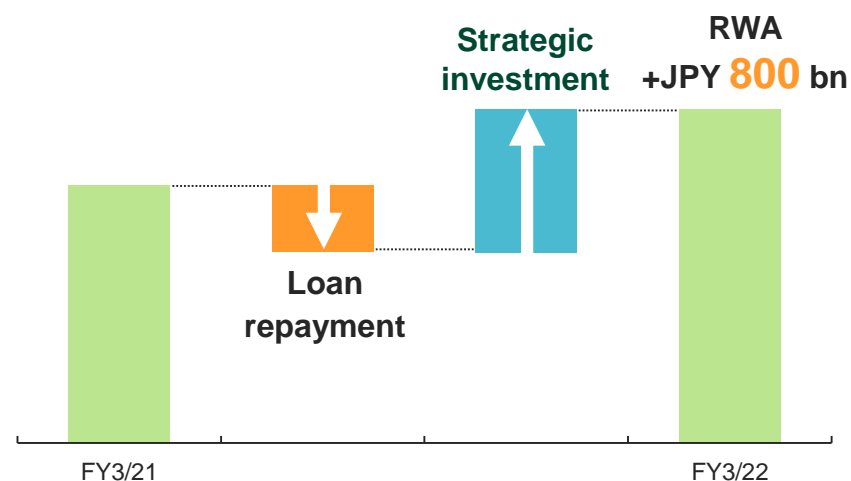 Strategic
investment
RWA
+JPY 800 bn
Loan
repayment
FY3/21
FY3/22